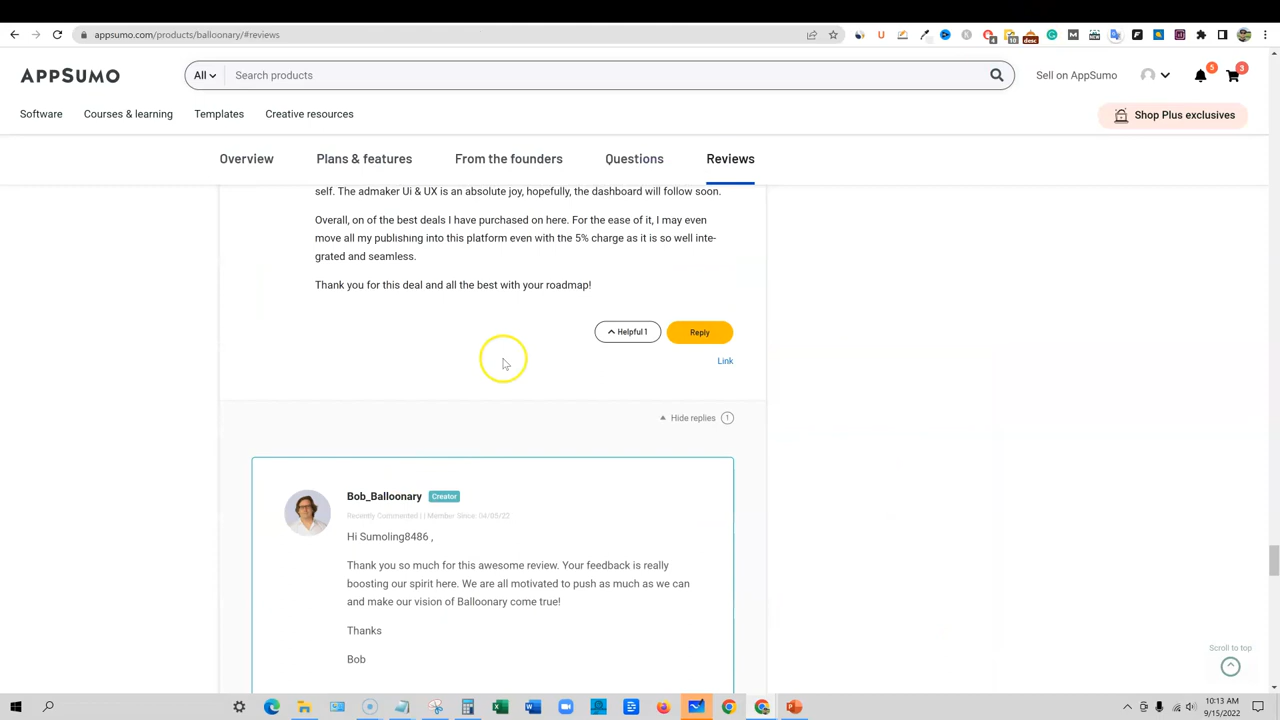 appsumo.com/products/balloonary/#reviews
APPSUMO
All
Search products
Sell on AppSumo
5
3
Software
Courses & learning
Templates
Creative resources
Shop Plus exclusives
Overview
Plans & features
From the founders
Questions
Reviews
self. The admaker Ui & UX is an absolute joy, hopefully, the dashboard will follow soon.
Overall, on of the best deals I have purchased on here. For the ease of it, I may even
move all my publishing into this platform even with the 5% charge as it is so well inte-
grated and seamless.
Thank you for this deal and all the best with your roadmap!
Helpful 1
Reply
Link
Hide replies 1
Bob_Balloonary Creator
Recently Commented | | Member Since: 04/05/22
Hi Sumoling8486 ,
Thank you so much for this awesome review. Your feedback is really
boosting our spirit here. We are all motivated to push as much as we can
and make our vision of Balloonary come true!
Thanks
Bob
Scroll to top
10:13 AM
9/15/2022